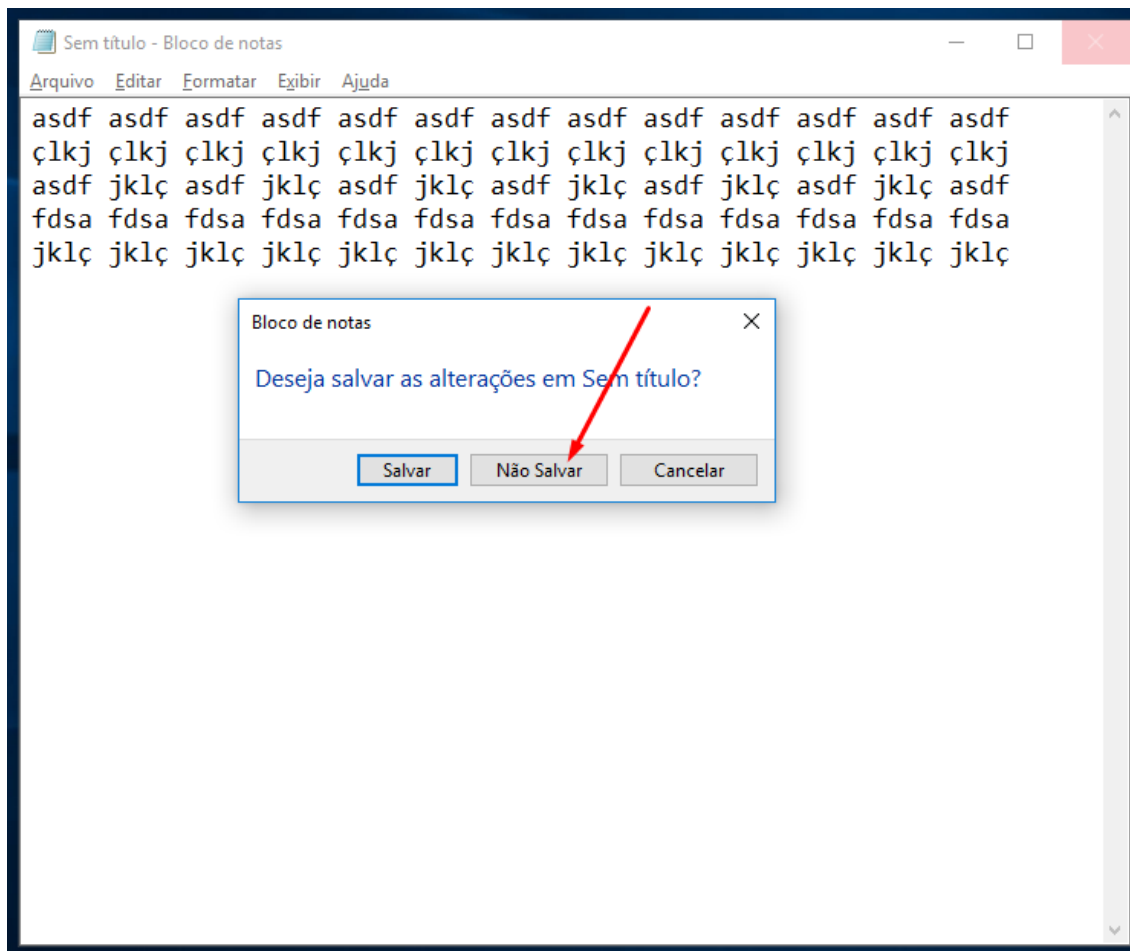 Sem título - Bloco de notas
Arquivo Editar Formatar Exibir Ajuda
asdf asdf asdf asdf asdf asdf asdf asdf asdf asdf asdf asdf asdf
çlkj çlkj çlkj çlkj çlkj çlkj çlkj çlkj çlkj çlkj çlkj çlkj çlkj
asdf jklç asdf jklç asdf jklç asdf jklç asdf jklç asdf jklç asdf
fdsa fdsa fdsa fdsa fdsa fdsa fdsa fdsa fdsa fdsa fdsa fdsa fdsa
jklç jklç jklç jklç jklç jklç jklç jklç jklç jklç jklç jklç jklç
Bloco de notas
Deseja salvar as alterações em Sem título?
Salvar Não Salvar Cancelar